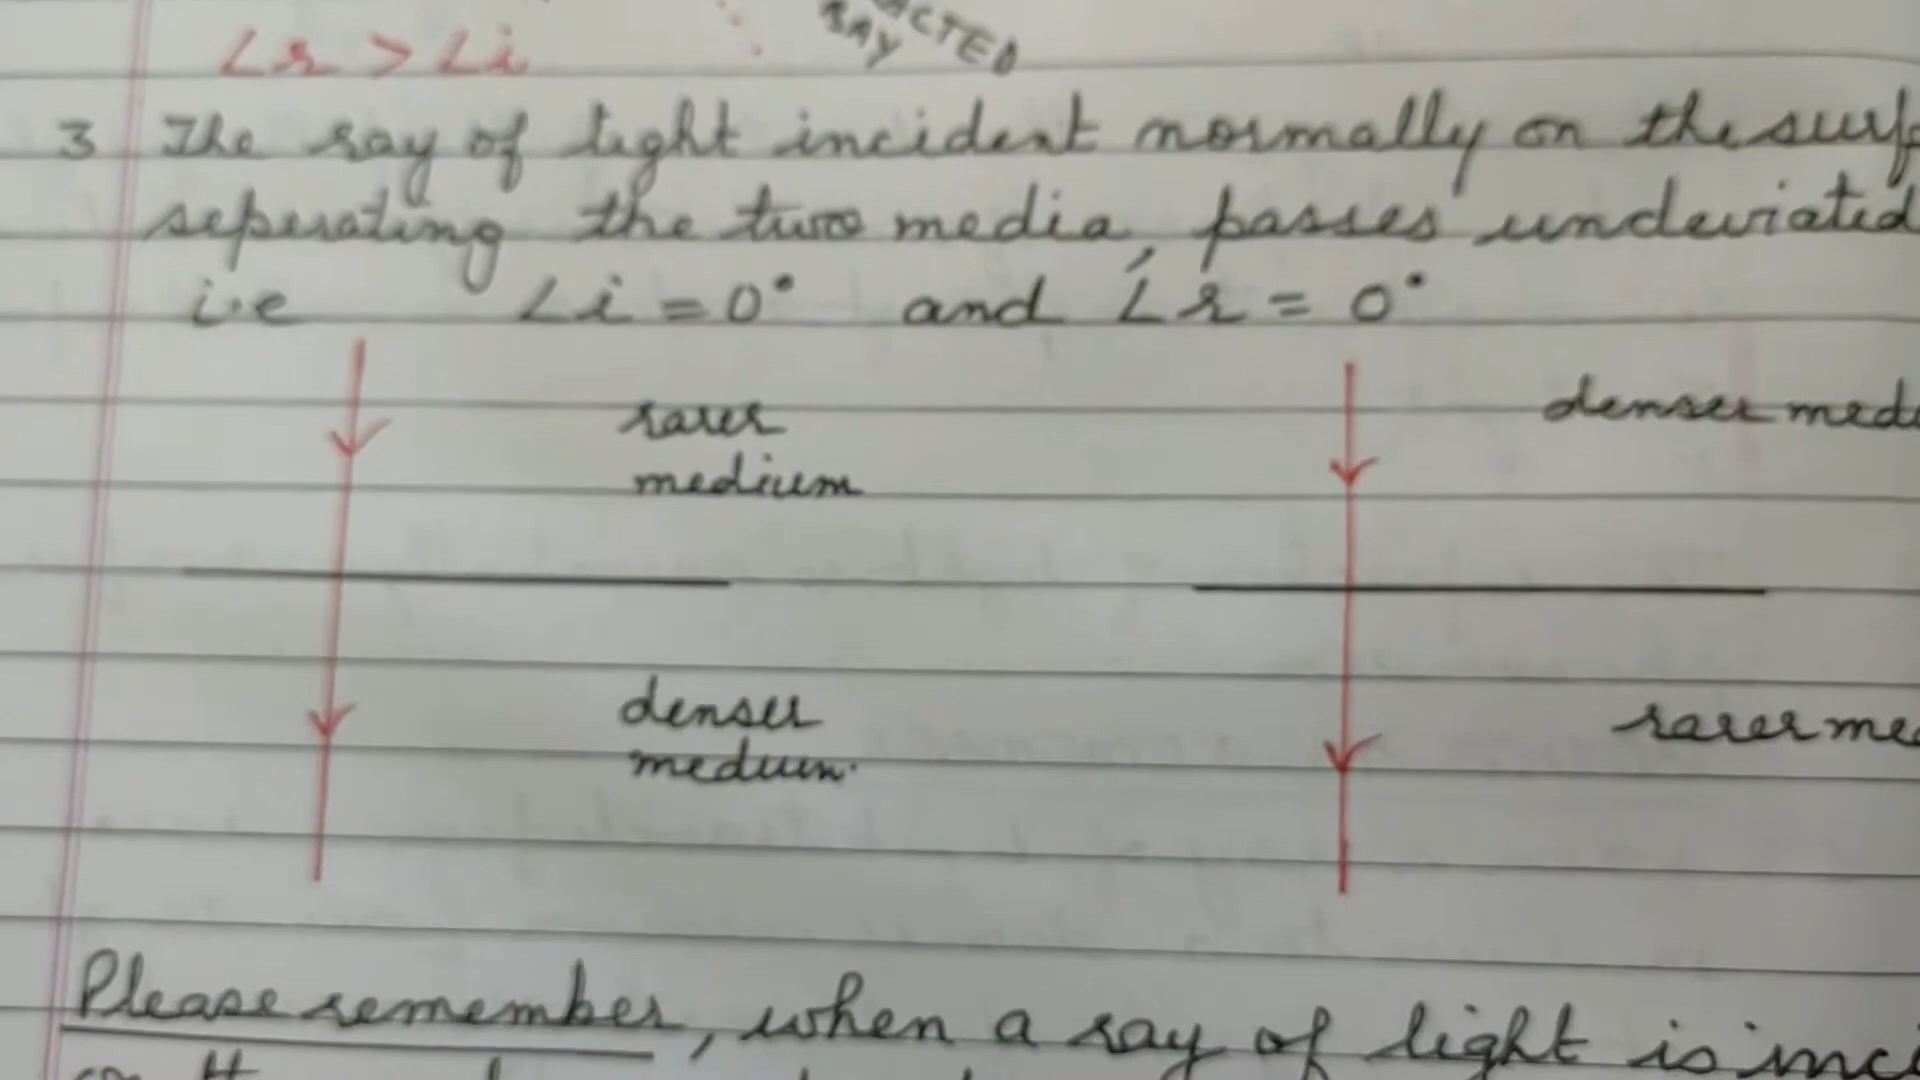 ∠r > ∠i
RAY
3 The ray of light incident normally on the surf
seperating the two media, passes undeviated
i.e ∠i = 0° and ∠r = 0°
rarer
medium
denser med
denser
medium.
rarer me
Please remember, when a ray of light is inci